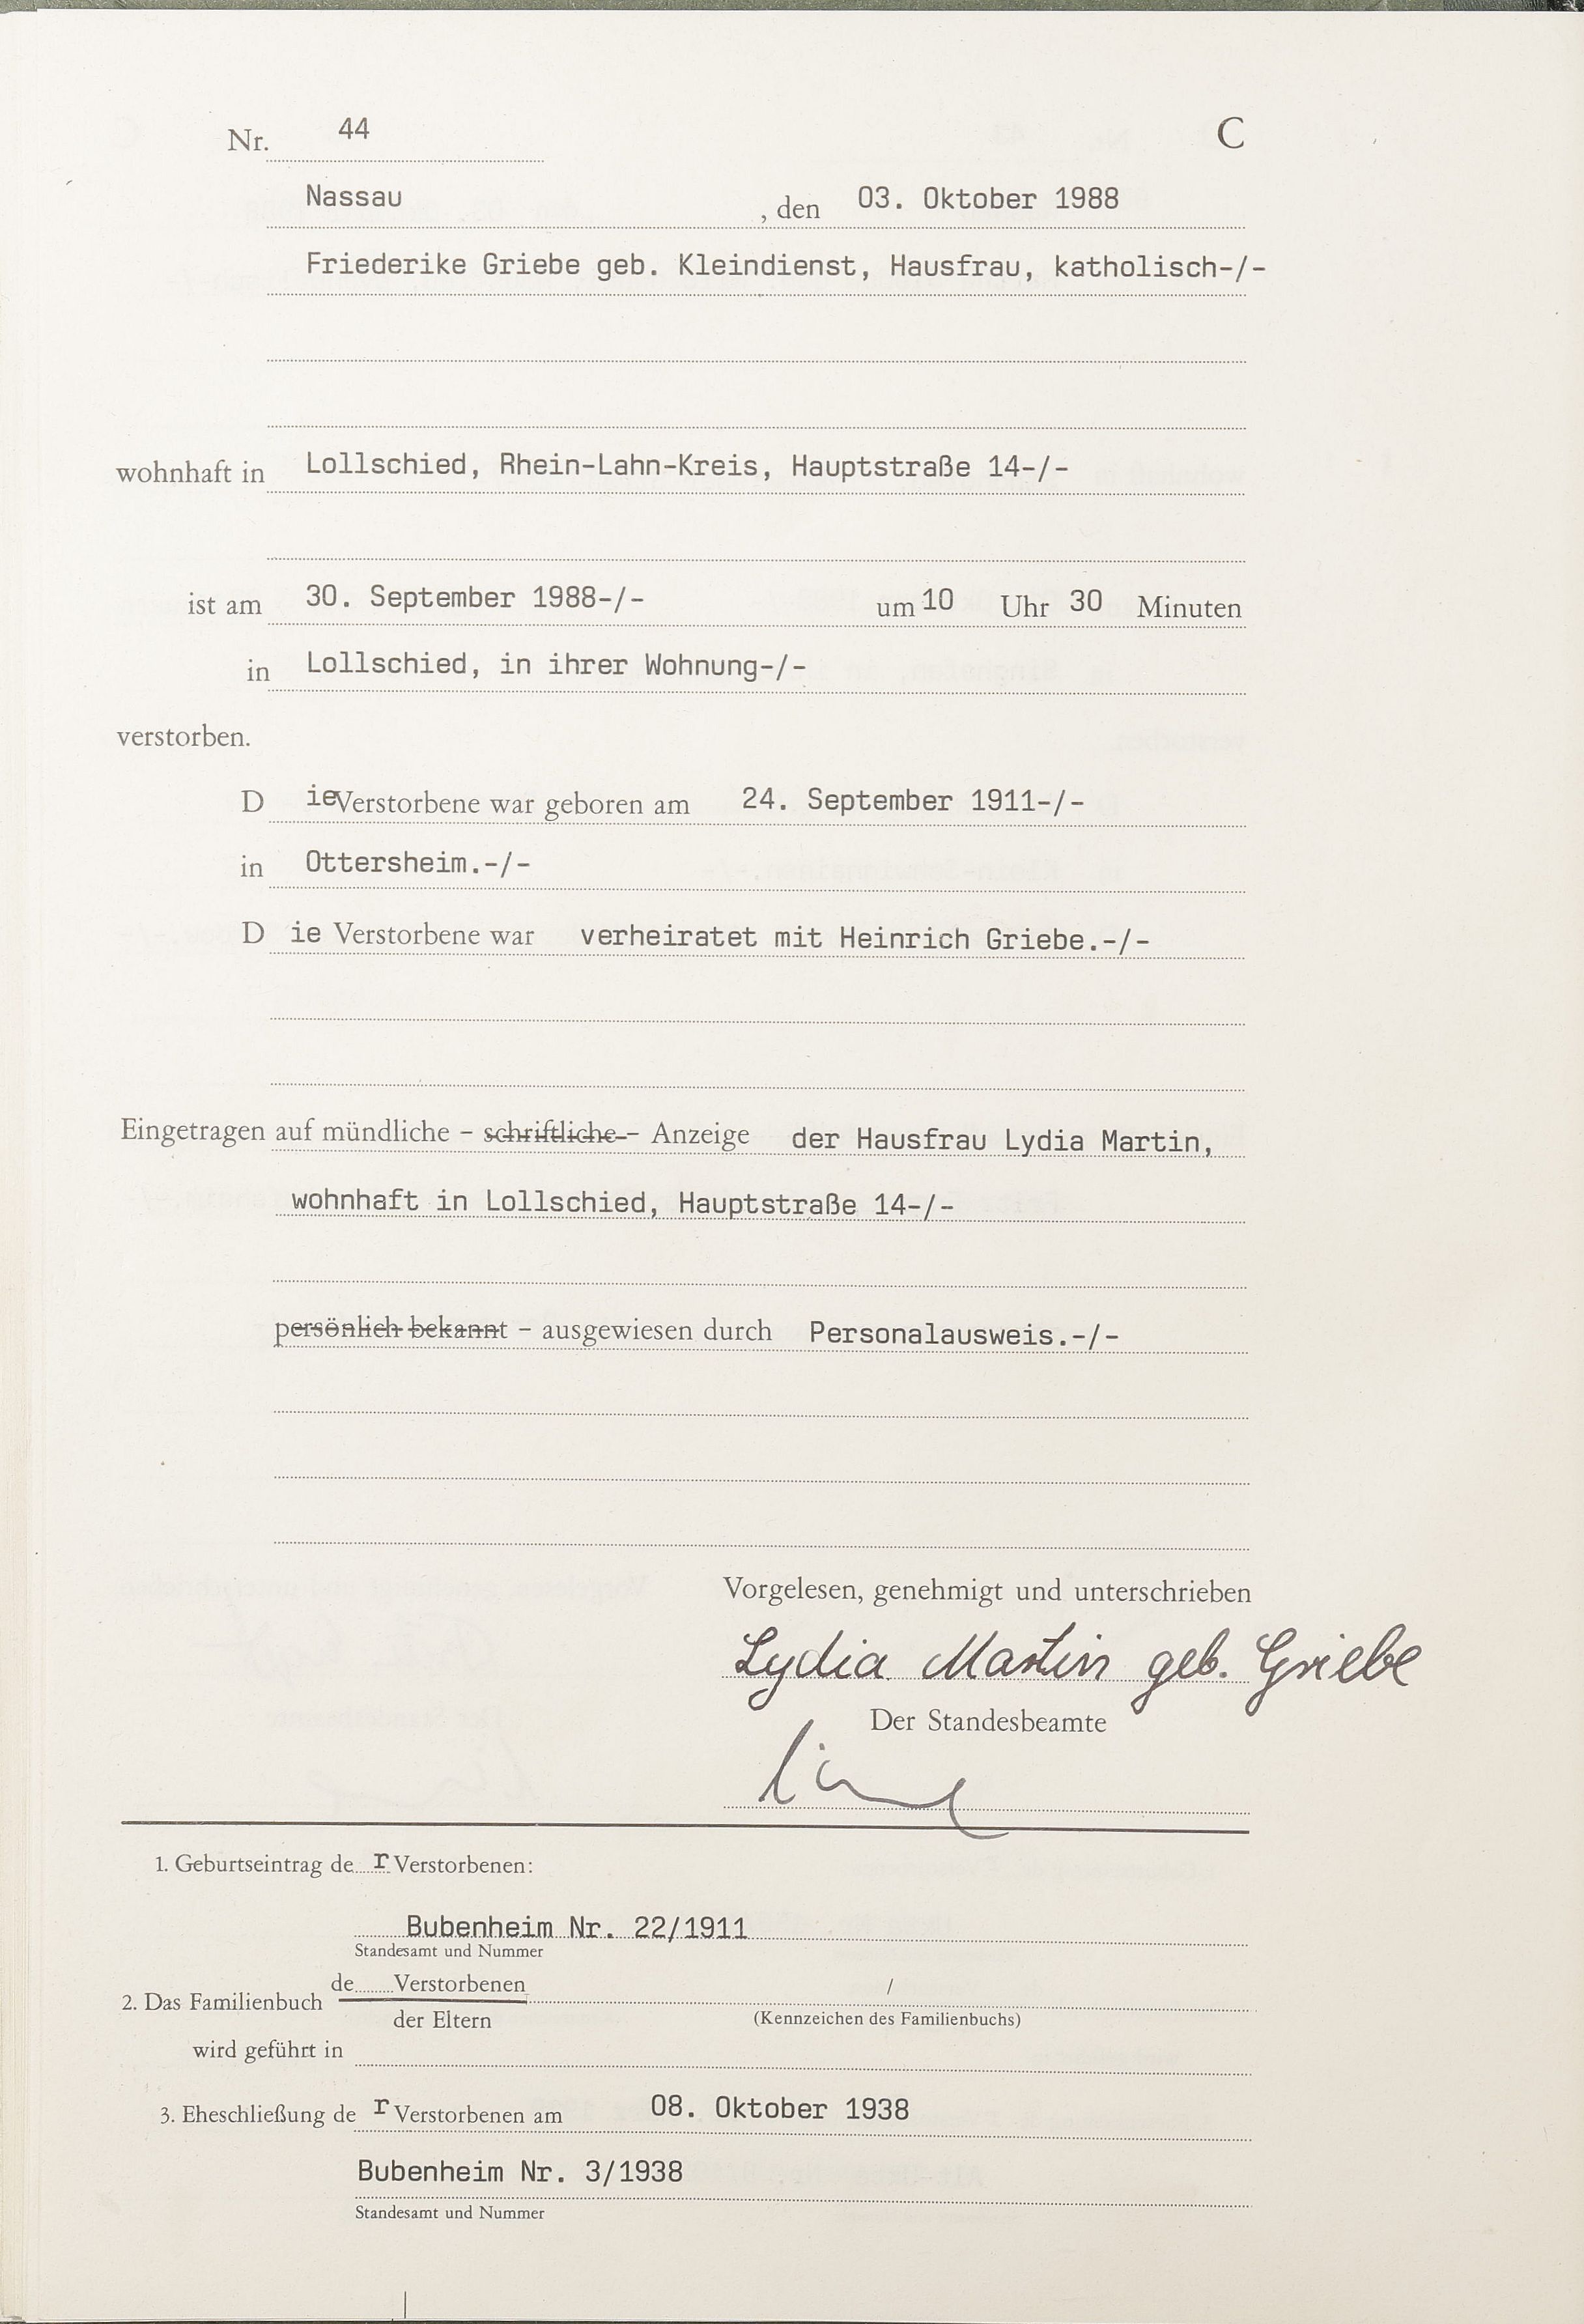 Nr. 44 C
Nassau, den 03. Oktober 1988
Friederike Griebe geb. Kleindienst, Hausfrau, katholisch-/-
wohnhaft in Lollschied, Rhein-Lahn-Kreis, Hauptstraße 14-/-
ist am 30. September 1988-/- um 10 Uhr 30 Minuten
in Lollschied, in ihrer Wohnung-/-
verstorben.
D ie Verstorbene war geboren am 24. September 1911-/-
in Ottersheim.-/-
D ie Verstorbene war verheiratet mit Heinrich Griebe.-/-
Eingetragen auf mündliche – schriftliche – Anzeige der Hausfrau Lydia Martin,
wohnhaft in Lollschied, Hauptstraße 14-/-
persönlich bekannt – ausgewiesen durch Personalausweis.-/-
Vorgelesen, genehmigt und unterschrieben
Lydia Martin geb. Griebe
Der Standesbeamte
1. Geburtseintrag de r Verstorbenen:
Bubenheim Nr. 22/1911
Standesamt und Nummer
de Verstorbenen /
2. Das Familienbuch
der Eltern (Kennzeichen des Familienbuchs)
wird geführt in
3. Eheschließung de r Verstorbenen am 08. Oktober 1938
Bubenheim Nr. 3/1938
Standesamt und Nummer